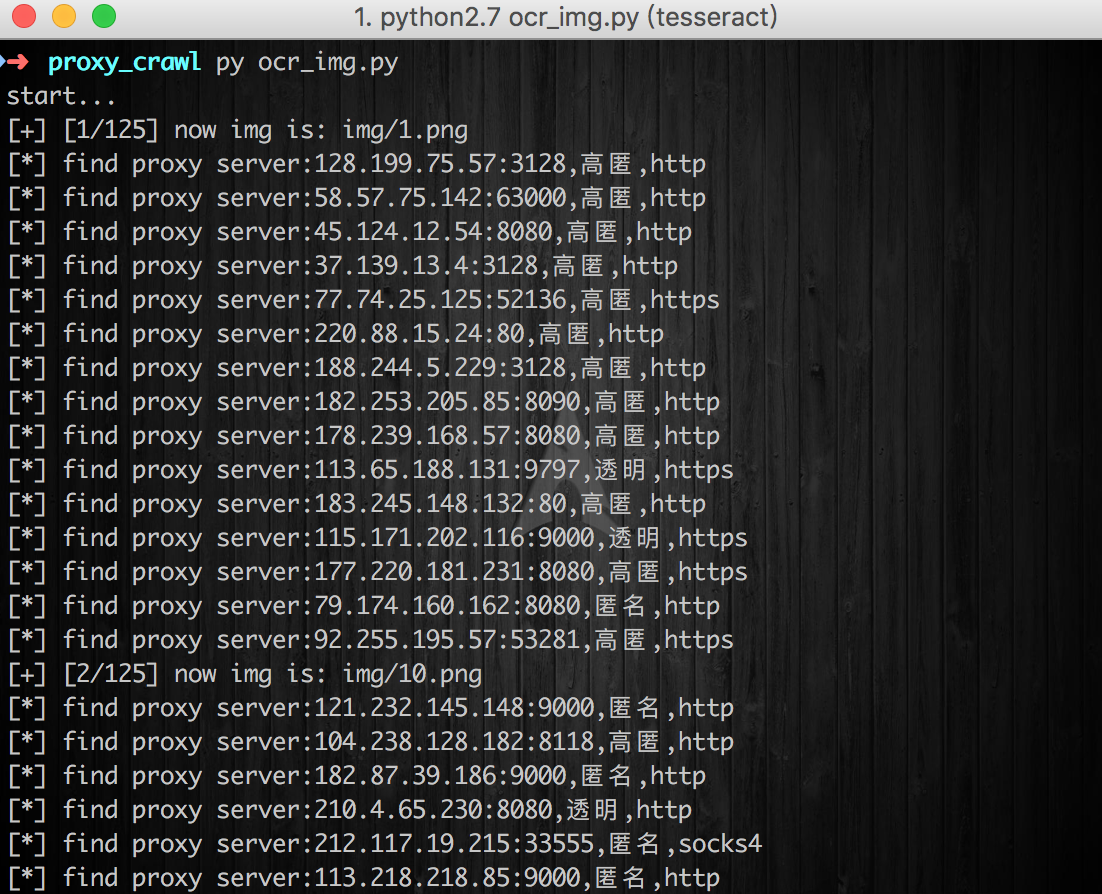 1. python2.7 ocr_img.py (tesseract)
➜ proxy_crawl py ocr_img.py
start...
[+] [1/125] now img is: img/1.png
[*] find proxy server:128.199.75.57:3128,高匿,http
[*] find proxy server:58.57.75.142:63000,高匿,http
[*] find proxy server:45.124.12.54:8080,高匿,http
[*] find proxy server:37.139.13.4:3128,高匿,http
[*] find proxy server:77.74.25.125:52136,高匿,https
[*] find proxy server:220.88.15.24:80,高匿,http
[*] find proxy server:188.244.5.229:3128,高匿,http
[*] find proxy server:182.253.205.85:8090,高匿,http
[*] find proxy server:178.239.168.57:8080,高匿,http
[*] find proxy server:113.65.188.131:9797,透明,https
[*] find proxy server:183.245.148.132:80,高匿,http
[*] find proxy server:115.171.202.116:9000,透明,https
[*] find proxy server:177.220.181.231:8080,高匿,https
[*] find proxy server:79.174.160.162:8080,匿名,http
[*] find proxy server:92.255.195.57:53281,高匿,https
[+] [2/125] now img is: img/10.png
[*] find proxy server:121.232.145.148:9000,匿名,http
[*] find proxy server:104.238.128.182:8118,高匿,http
[*] find proxy server:182.87.39.186:9000,匿名,http
[*] find proxy server:210.4.65.230:8080,透明,http
[*] find proxy server:212.117.19.215:33555,匿名,socks4
[*] find proxy server:113.218.218.85:9000,匿名,http